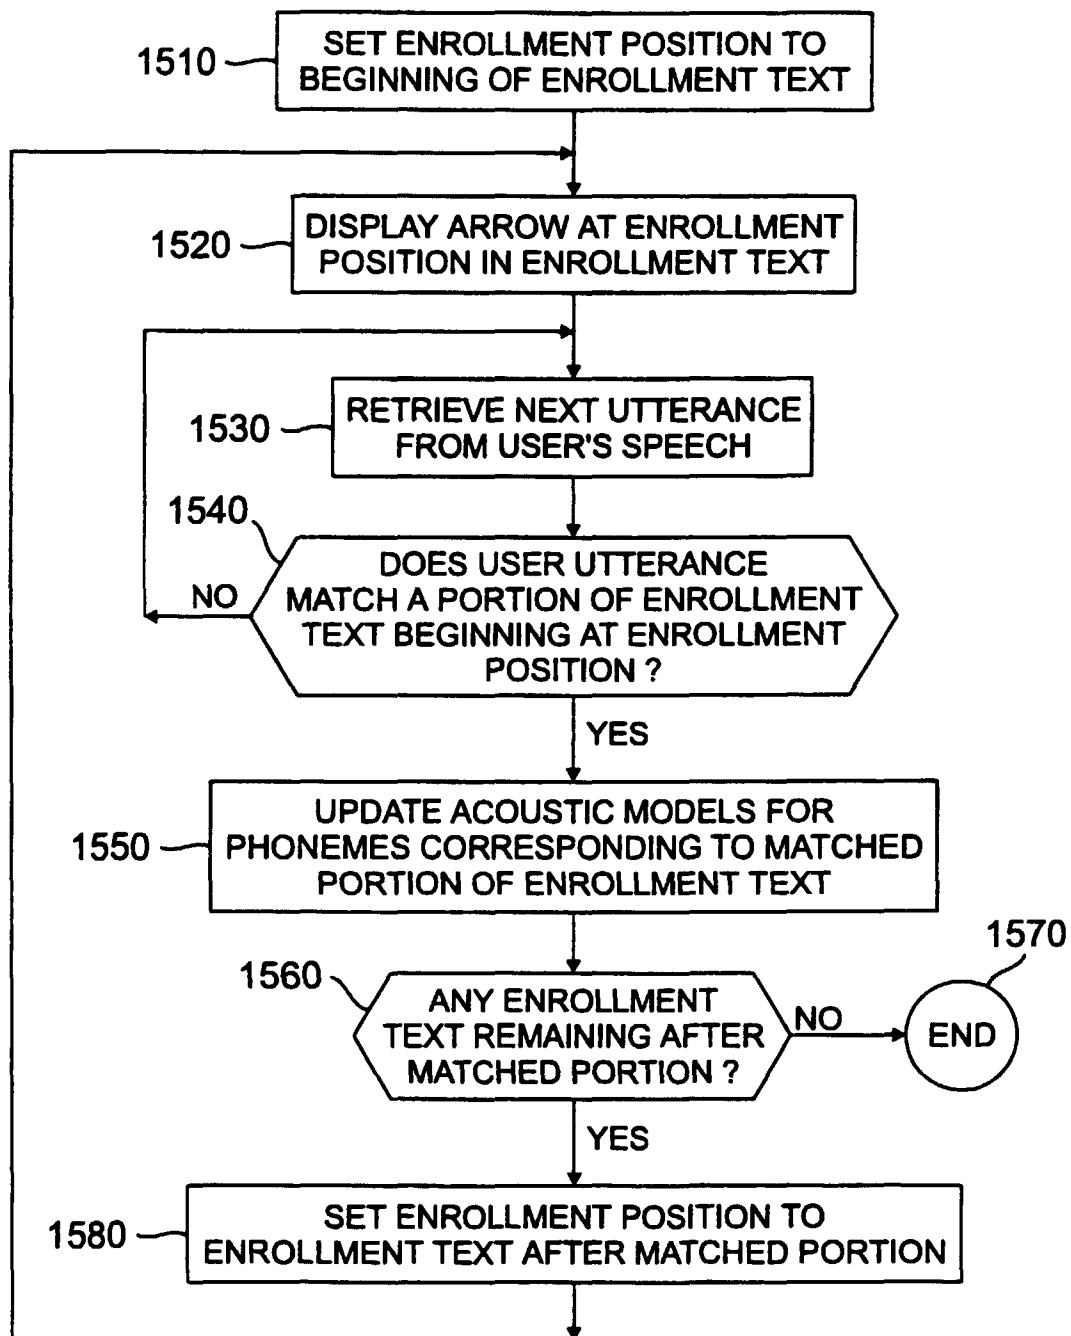 SET ENROLLMENT POSITION TO
BEGINNING OF ENROLLMENT TEXT
1510
DISPLAY ARROW AT ENROLLMENT
POSITION IN ENROLLMENT TEXT
1520
RETRIEVE NEXT UTTERANCE
FROM USER'S SPEECH
1530
1540
DOES USER UTTERANCE
MATCH A PORTION OF ENROLLMENT
TEXT BEGINNING AT ENROLLMENT
POSITION ?
NO
YES
UPDATE ACOUSTIC MODELS FOR
PHONEMES CORRESPONDING TO MATCHED
PORTION OF ENROLLMENT TEXT
1550
1560
ANY ENROLLMENT
TEXT REMAINING AFTER
MATCHED PORTION ?
NO
1570
END
YES
SET ENROLLMENT POSITION TO
ENROLLMENT TEXT AFTER MATCHED PORTION
1580